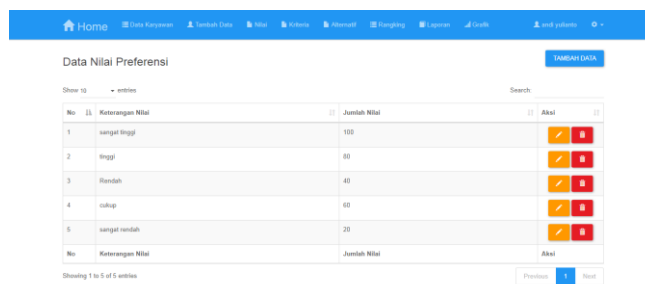 Home Data Karyawan Tambah Data Nilai Kriteria Alternatif Rangking Laporan Grafik andi yulianto
Data Nilai Preferensi TAMBAH DATA
Show 10 entries Search:
No Keterangan Nilai Jumlah Nilai Aksi
1 sangat tinggi 100
2 tinggi 80
3 Rendah 40
4 cukup 60
5 sangat rendah 20
No Keterangan Nilai Jumlah Nilai Aksi
Showing 1 to 5 of 5 entries Previous 1 Next